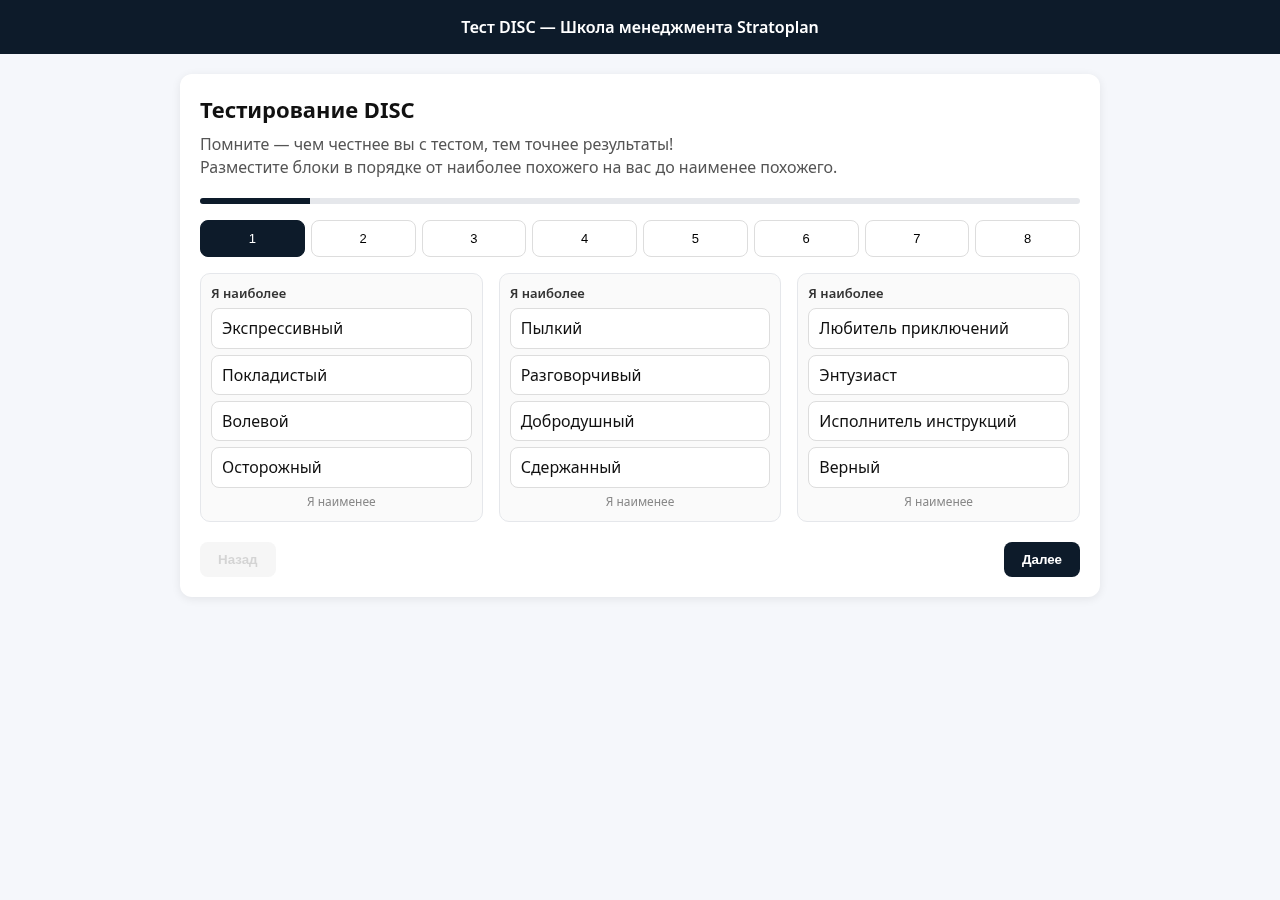 Тест DISC — Школа менеджмента Stratoplan
Тестирование DISC
Помните — чем честнее вы с тестом, тем точнее результаты!
Разместите блоки в порядке от наиболее похожего на вас до наименее похожего.
1 2 3 4 5 6 7 8
Я наиболее
Экспрессивный
Покладистый
Волевой
Осторожный
Я наименее
Я наиболее
Пылкий
Разговорчивый
Добродушный
Сдержанный
Я наименее
Я наиболее
Любитель приключений
Энтузиаст
Исполнитель инструкций
Верный
Я наименее
Назад
Далее